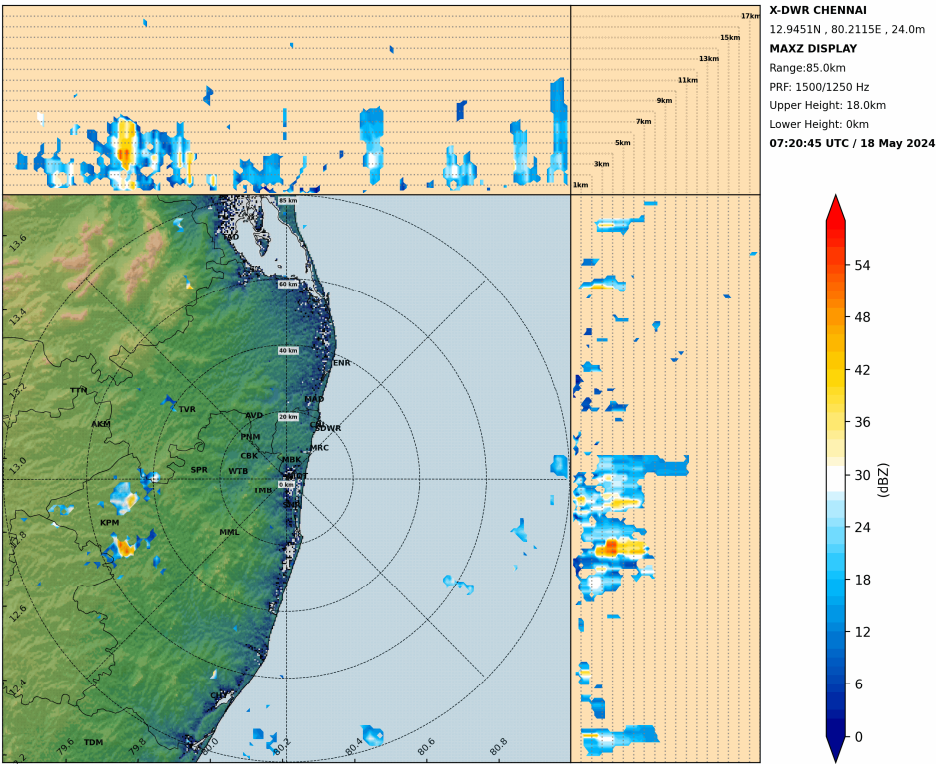 X-DWR CHENNAI
12.9451N , 80.2115E , 24.0m
MAXZ DISPLAY
Range:85.0km
PRF: 1500/1250 Hz
Upper Height: 18.0km
Lower Height: 0km
07:20:45 UTC / 18 May 2024
17km
15km
13km
11km
9km
7km
5km
3km
1km
85 km
60 km
40 km
20 km
0 km
ENR
TTN
MAD
TVR
AVD
AKM
SDWR
PNM
MRC
CBK
MBK
SPR
WTB
TMB
KPM
MML
TDM
13.6
13.4
13.2
13.0
12.8
12.6
12.4
79.6
79.8
80.0
80.2
80.4
80.6
80.8
54
48
42
36
30
24
18
12
6
0
(dBZ)